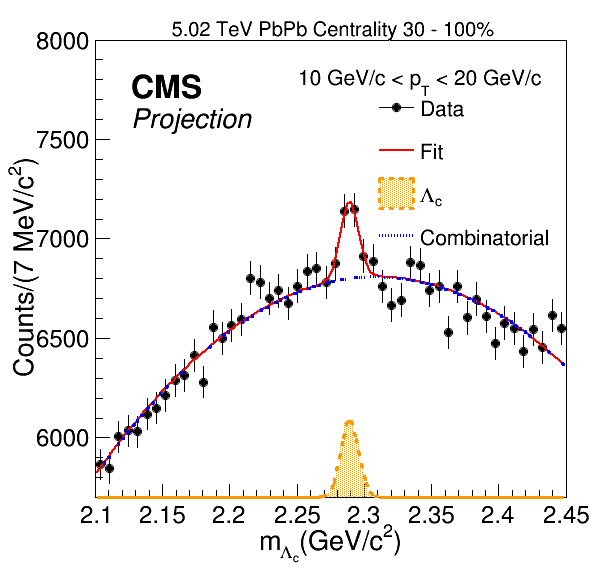 5.02 TeV PbPb Centrality 30 - 100%
CMS
Projection
10 GeV/c < p_T < 20 GeV/c
Data
Fit
Λ_c
Combinatorial
Counts/(7 MeV/c²)
8000
7500
7000
6500
6000
2.1 2.15 2.2 2.25 2.3 2.35 2.4 2.45
m_Λ_c(GeV/c²)